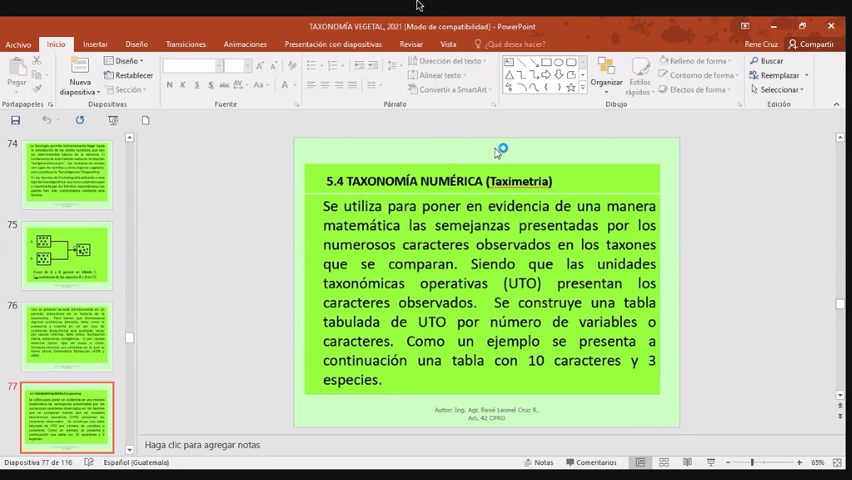 TAXONOMÍA VEGETAL, 2021 [Modo de compatibilidad] - PowerPoint
Archivo Inicio Insertar Diseño Transiciones Animaciones Presentación con diapositivas Revisar Vista ¿Qué desea hacer? Rene Cruz Compartir
Pegar
Nueva diapositiva
Diseño
Restablecer
Sección
N K S
Dirección del texto
Alinear texto
Convertir a SmartArt
Organizar
Estilos rápidos
Relleno de forma
Contorno de forma
Efectos de forma
Buscar
Reemplazar
Seleccionar
Portapapeles Diapositivas Fuente Párrafo Dibujo Edición
74
75
76
77
5.4 TAXONOMÍA NUMÉRICA (Taximetria)
Se utiliza para poner en evidencia de una manera
matemática las semejanzas presentadas por los
numerosos caracteres observados en los taxones
que se comparan. Siendo que las unidades
taxonómicas operativas (UTO) presentan los
caracteres observados. Se construye una tabla
tabulada de UTO por número de variables o
caracteres. Como un ejemplo se presenta a
continuación una tabla con 10 caracteres y 3
especies.
Autor: Ing. Agr. René Leonel Cruz R.
Art. 42 CPRG
Haga clic para agregar notas
Diapositiva 77 de 116 Español (Guatemala) Notas Comentarios 65%